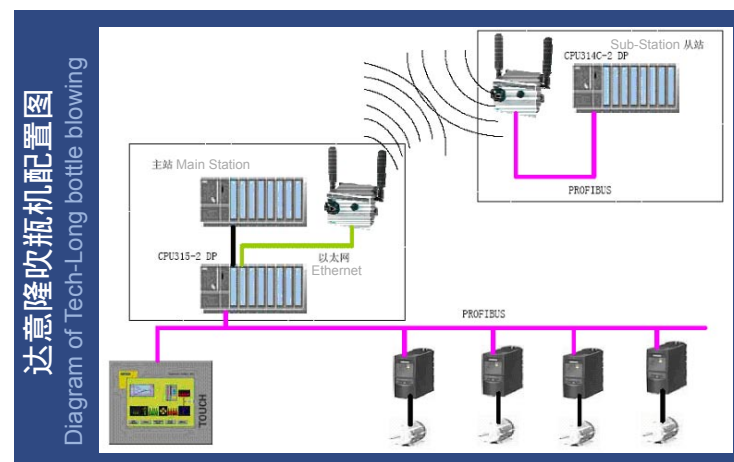 达意隆吹瓶机配置图
Diagram of Tech-Long bottle blowing
Sub-Station 从站
CPU314C-2 DP
PROFIBUS
主站 Main Station
CPU315-2 DP
以太网
Ethernet
PROFIBUS
TOUCH